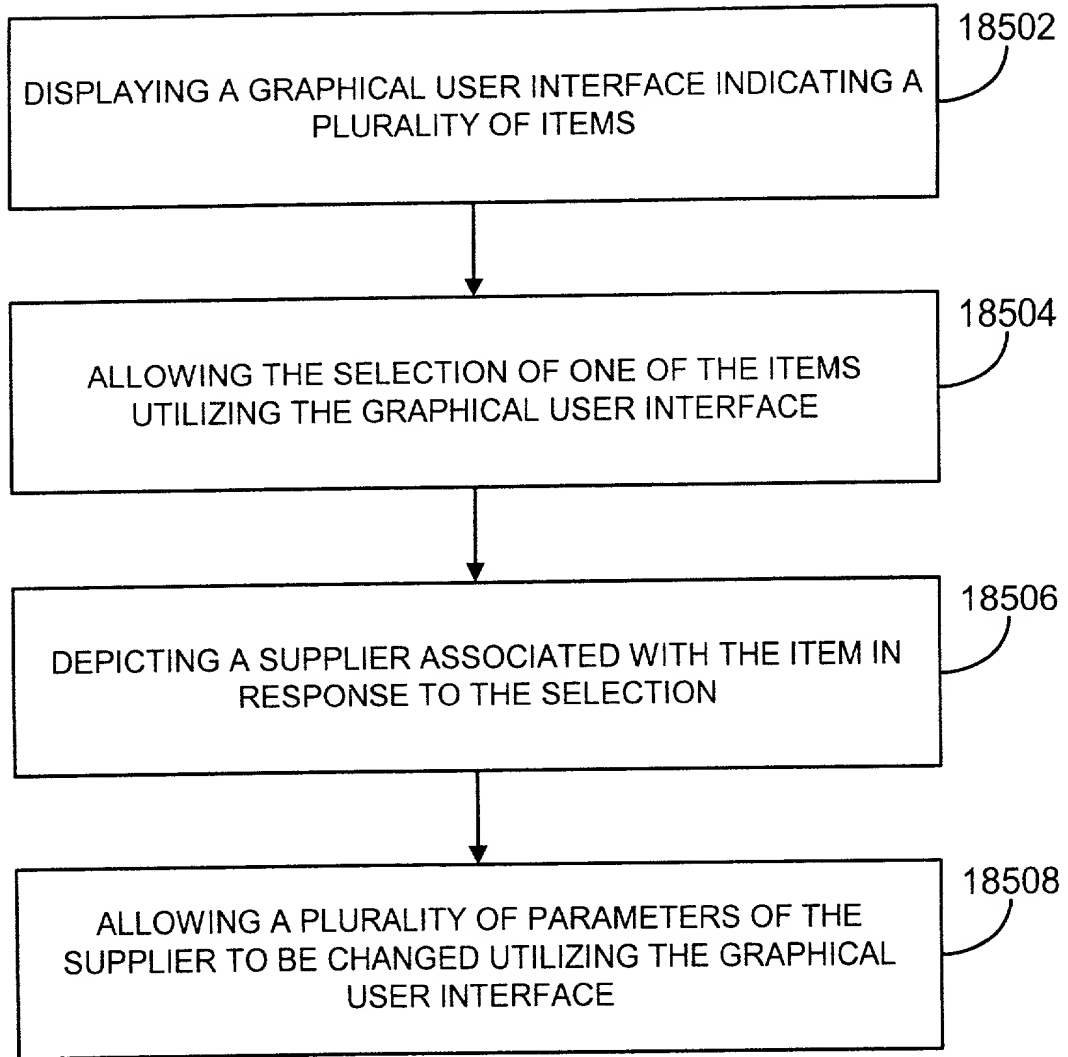 18502
DISPLAYING A GRAPHICAL USER INTERFACE INDICATING A
PLURALITY OF ITEMS
18504
ALLOWING THE SELECTION OF ONE OF THE ITEMS
UTILIZING THE GRAPHICAL USER INTERFACE
18506
DEPICTING A SUPPLIER ASSOCIATED WITH THE ITEM IN
RESPONSE TO THE SELECTION
18508
ALLOWING A PLURALITY OF PARAMETERS OF THE
SUPPLIER TO BE CHANGED UTILIZING THE GRAPHICAL
USER INTERFACE